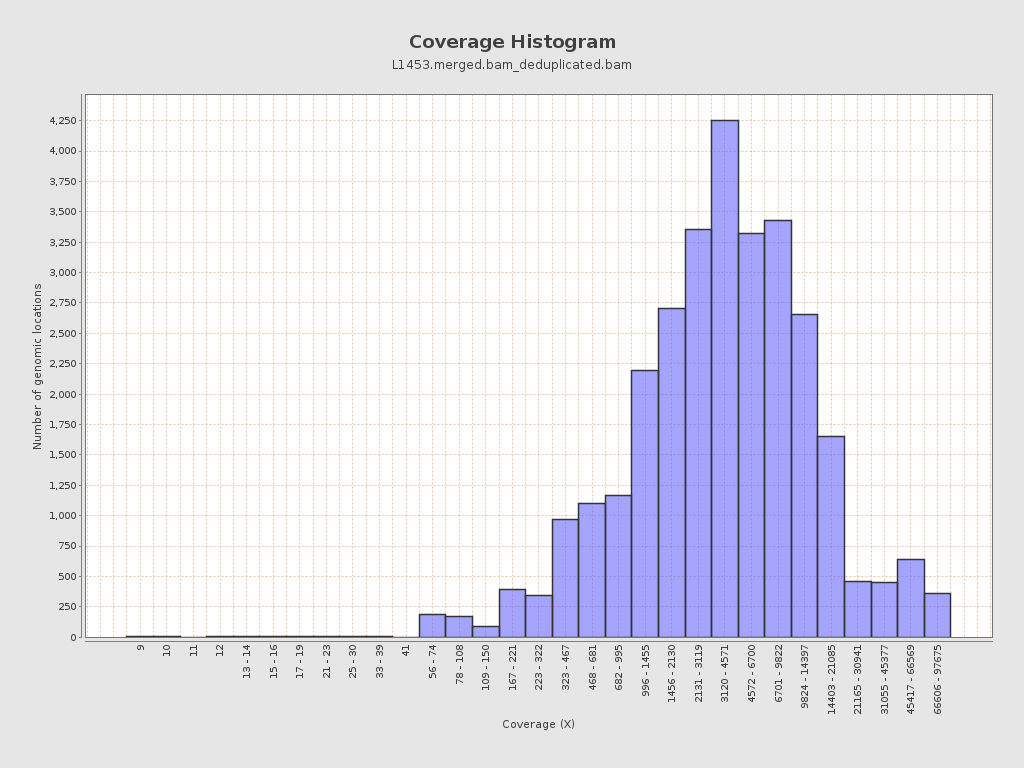 Coverage Histogram
L1453.merged.bam_deduplicated.bam
Number of genomic locations
4,250
4,000
3,750
3,500
3,250
3,000
2,750
2,500
2,250
2,000
1,750
1,500
1,250
1,000
750
500
250
0
9
10
11
12
13 - 14
15 - 16
17 - 19
21 - 23
25 - 30
33 - 39
41
56 - 74
78 - 108
109 - 150
167 - 221
223 - 322
323 - 467
468 - 681
682 - 995
996 - 1455
1456 - 2130
2131 - 3119
3120 - 4571
4572 - 6700
6701 - 9822
9824 - 14397
14403 - 21085
21165 - 30941
31055 - 45377
45417 - 66569
66606 - 97675
Coverage (X)